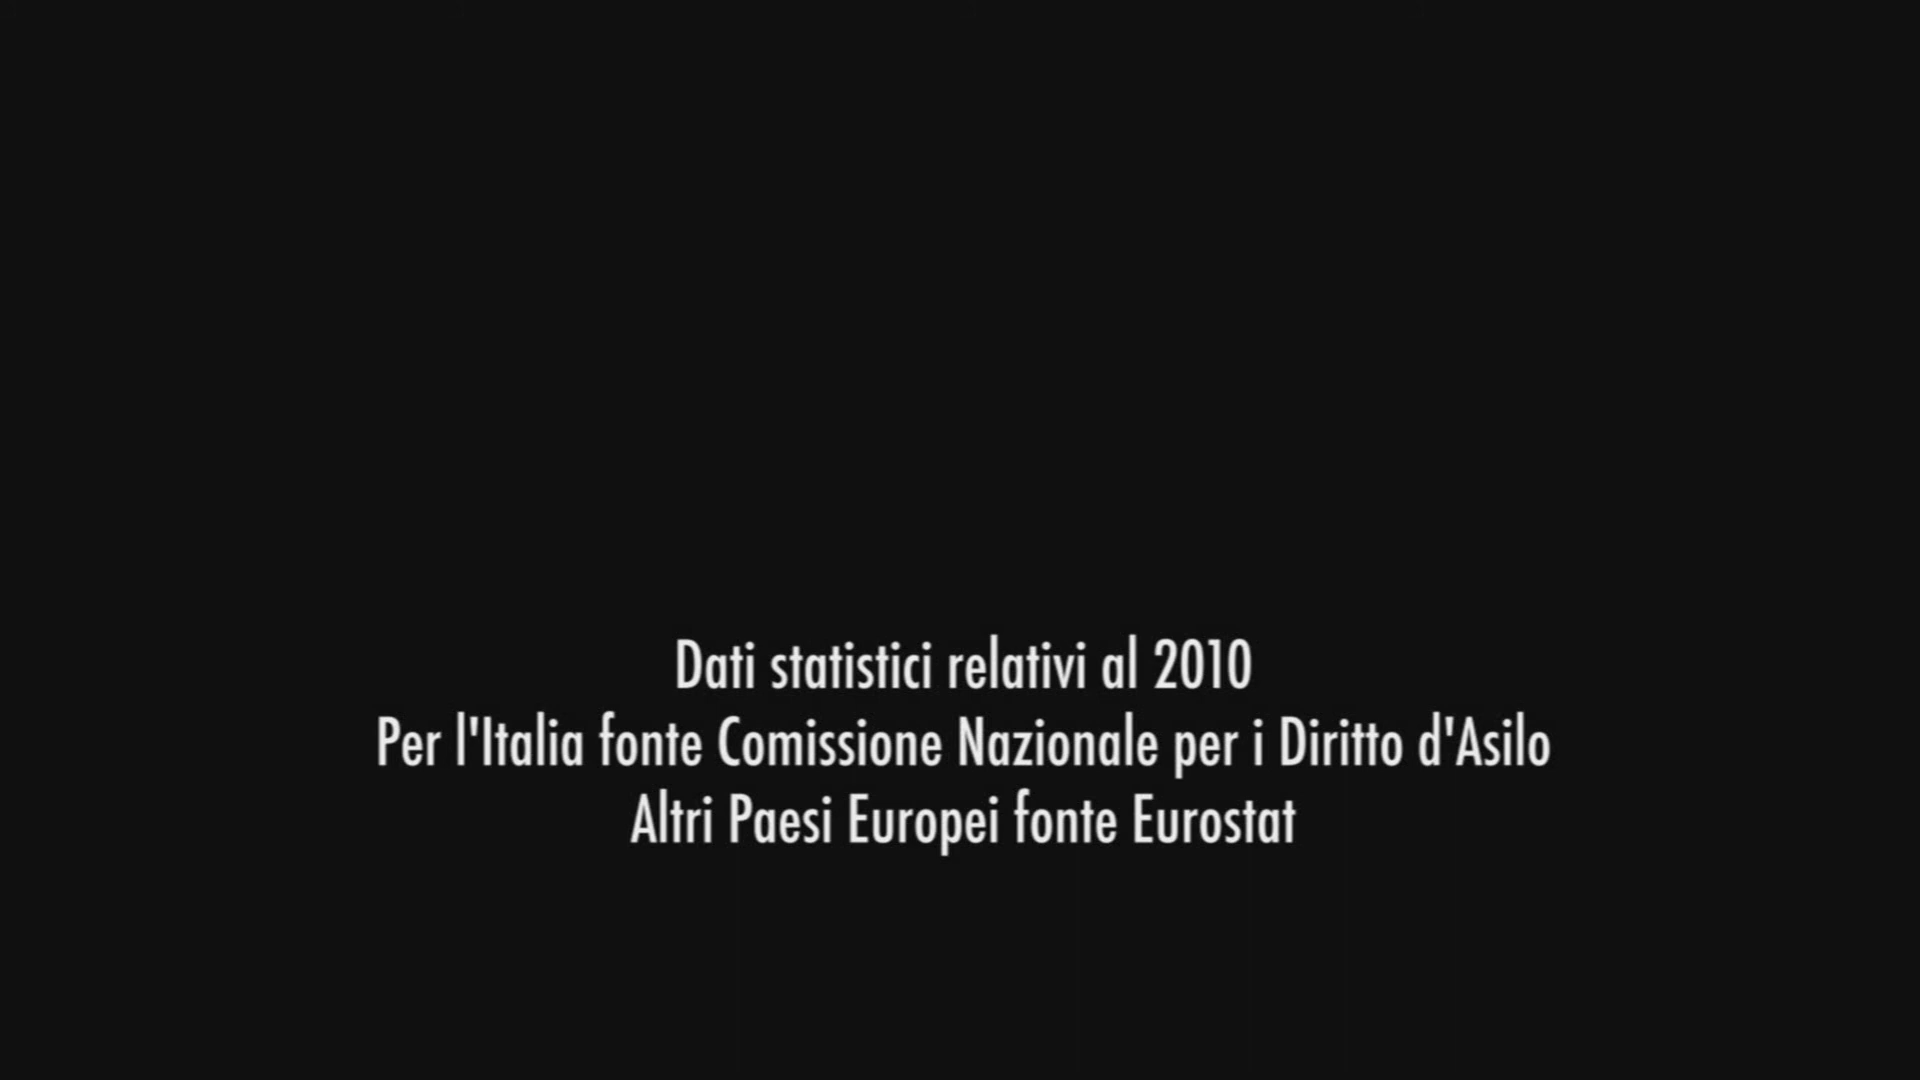 Dati statistici relativi al 2010
Per l'Italia fonte Comissione Nazionale per i Diritto d'Asilo
Altri Paesi Europei fonte Eurostat